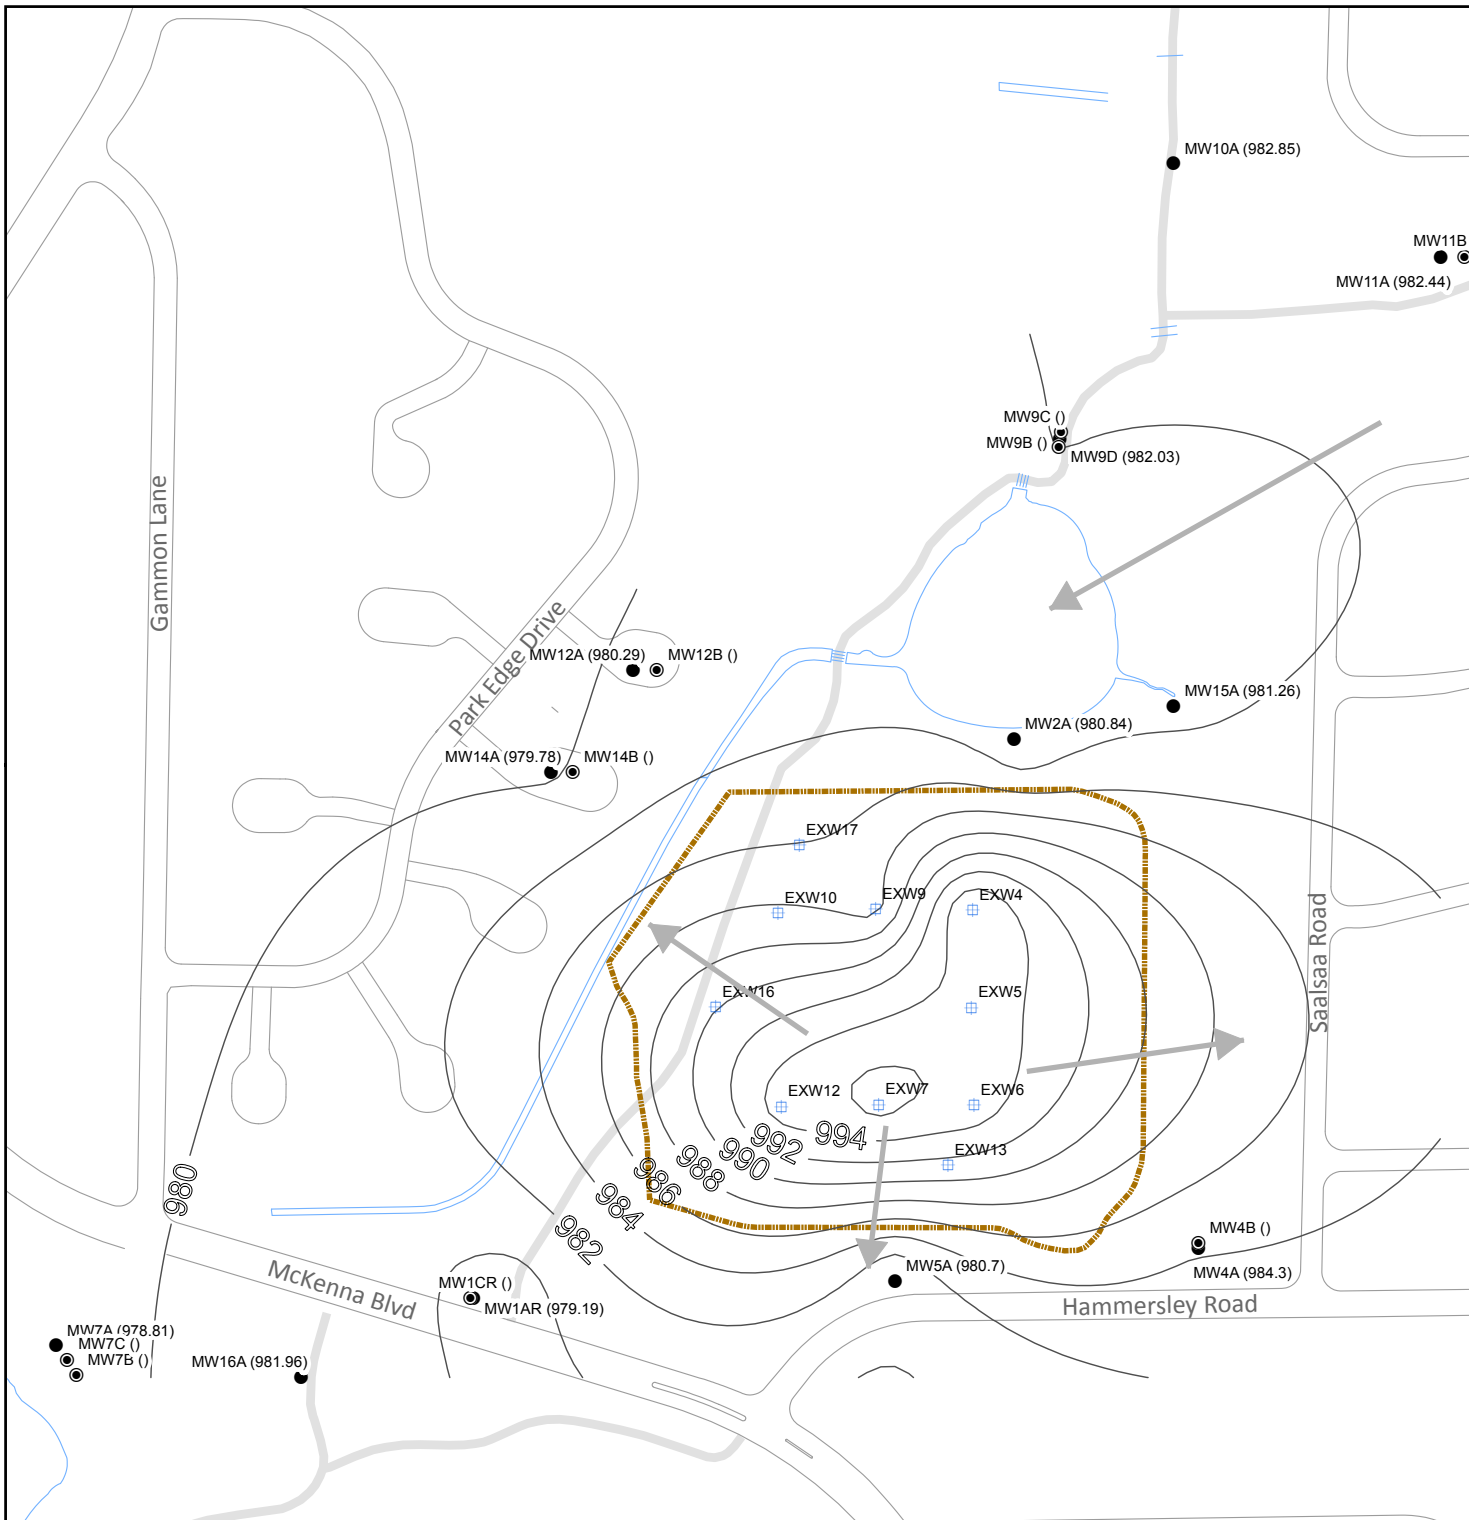 MW10A (982.85)
MW11B
MW11A (982.44)
MW9C ()
MW9B ()
MW9D (982.03)
Gammon Lane
Park Edge Drive
MW12A (980.29)
MW12B ()
MW15A (981.26)
MW2A (980.84)
MW14A (979.78)
MW14B ()
EXW17
EXW10
EXW9
EXW4
EXW16
EXW5
Saalsaa Road
EXW12
EXW7
EXW6
994
992
990
988
986
984
982
980
EXW13
MW4B ()
MW4A (984.3)
MW5A (980.7)
MW1CR ()
MW1AR (979.19)
McKenna Blvd
Hammersley Road
MW7A (978.81)
MW7C ()
MW7B ()
MW16A (981.96)